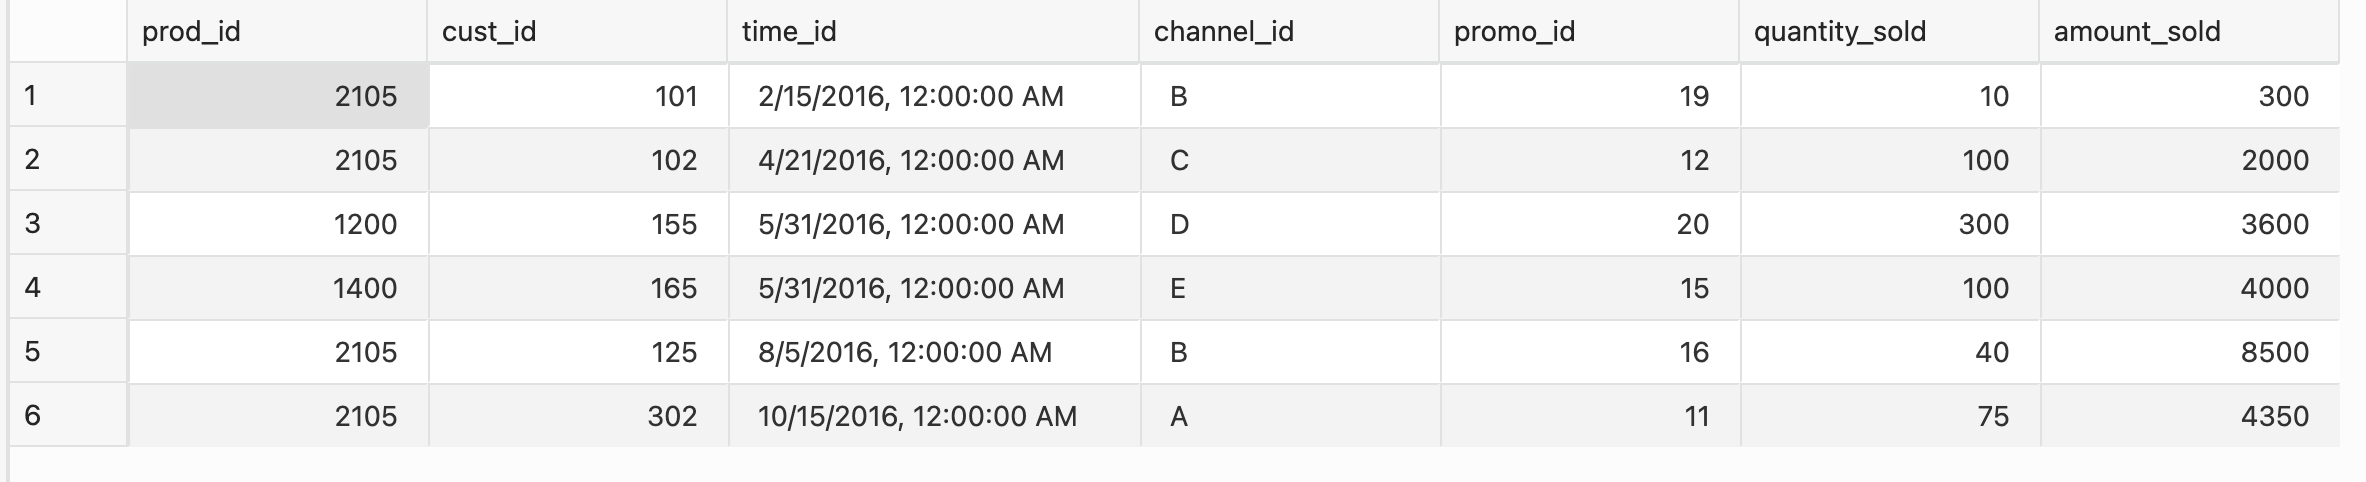 prod_id cust_id time_id channel_id promo_id quantity_sold amount_sold
1 2105 101 2/15/2016, 12:00:00 AM B 19 10 300
2 2105 102 4/21/2016, 12:00:00 AM C 12 100 2000
3 1200 155 5/31/2016, 12:00:00 AM D 20 300 3600
4 1400 165 5/31/2016, 12:00:00 AM E 15 100 4000
5 2105 125 8/5/2016, 12:00:00 AM B 16 40 8500
6 2105 302 10/15/2016, 12:00:00 AM A 11 75 4350